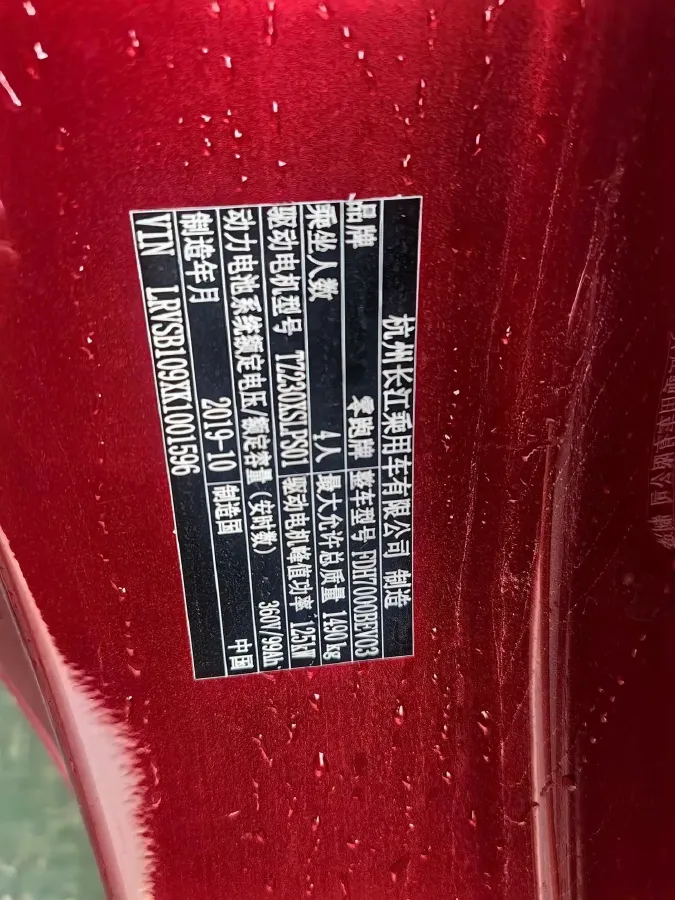 杭州长江乘用车有限公司 制造
品牌 零跑牌 整车型号 FDH7000BEV03
乘坐人数 4人 最大允许总质量 1490kg
驱动电机型号 TZ230XSLPS01 驱动电机峰值功率 125kW
动力电池系统额定电压/额定容量（安时数） 360V/99Ah
制造年月 2019-10 制造国 中国
VIN LRVSB109XK1001596